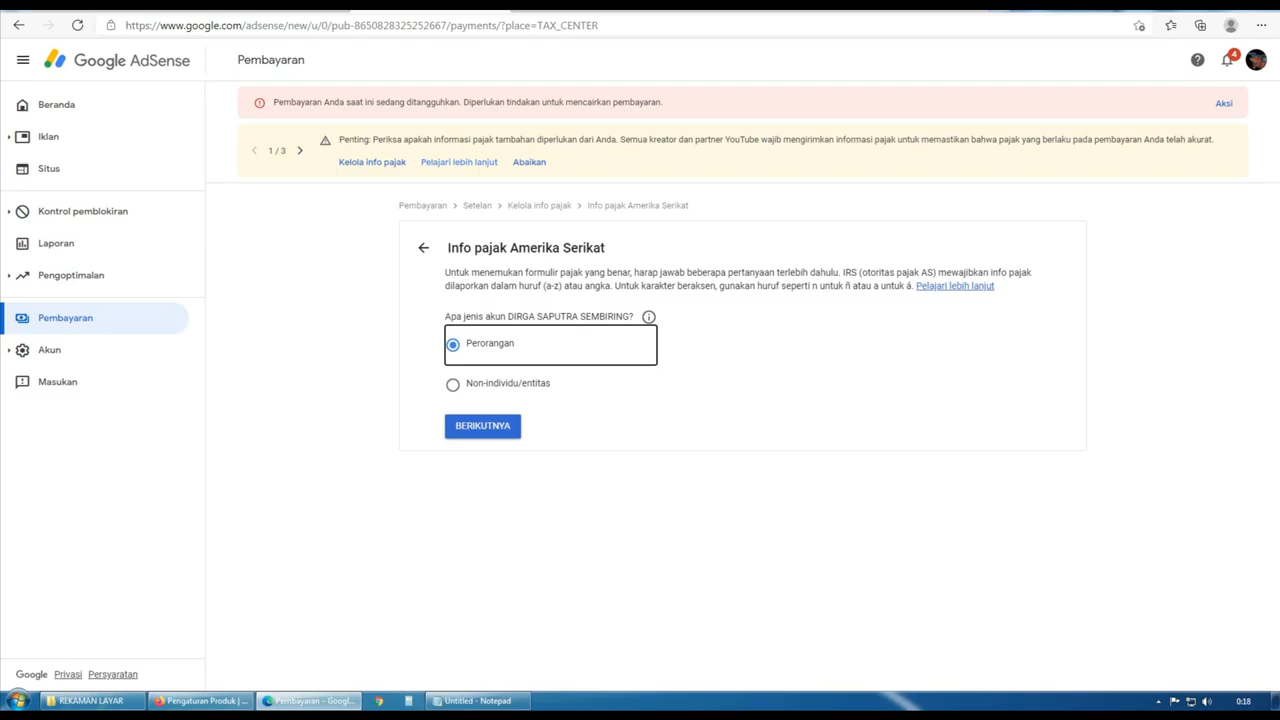 https://www.google.com/adsense/new/u/0/pub-8650828325252667/payments/?place=TAX_CENTER
Google AdSense
Pembayaran
4
Beranda
Iklan
Situs
Kontrol pemblokiran
Laporan
Pengoptimalan
Pembayaran
Akun
Masukan
Pembayaran Anda saat ini sedang ditangguhkan. Diperlukan tindakan untuk mencairkan pembayaran.
Aksi
1 / 3
Penting: Periksa apakah informasi pajak tambahan diperlukan dari Anda. Semua kreator dan partner YouTube wajib mengirimkan informasi pajak untuk memastikan bahwa pajak yang berlaku pada pembayaran Anda telah akurat.
Kelola info pajak Pelajari lebih lanjut Abaikan
Pembayaran > Setelan > Kelola info pajak > Info pajak Amerika Serikat
Info pajak Amerika Serikat
Untuk menemukan formulir pajak yang benar, harap jawab beberapa pertanyaan terlebih dahulu. IRS (otoritas pajak AS) mewajibkan info pajak
dilaporkan dalam huruf (a-z) atau angka. Untuk karakter beraksen, gunakan huruf seperti n untuk ñ atau a untuk á. Pelajari lebih lanjut
Apa jenis akun DIRGA SAPUTRA SEMBIRING?
Perorangan
Non-individu/entitas
BERIKUTNYA
Google Privasi Persyaratan
REKAMAN LAYAR
Pengaturan Produk | ...
Pembayaran – Googl...
Untitled - Notepad
0:18